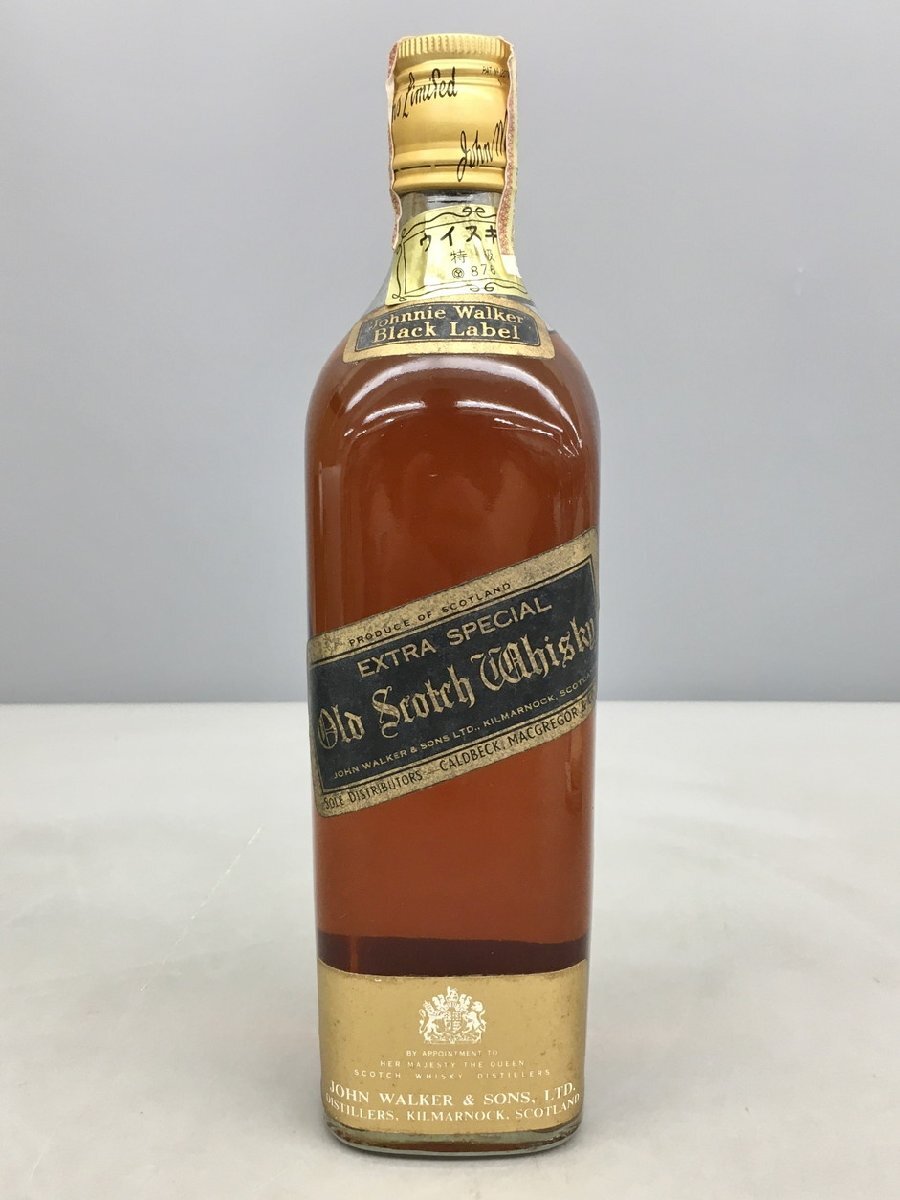 Limited
John
ウイスキ
特級
876
Johnnie Walker
Black Label
PRODUCE OF SCOTLAND
EXTRA SPECIAL
Old Scotch Whisky
JOHN WALKER & SONS LTD., KILMARNOCK,
SOLE DISTRIBUTORS CALDBECK, MACGREGOR &
BY APPOINTMENT TO
HER MAJESTY THE QUEEN
SCOTCH WHISKY DISTILLERS
JOHN WALKER & SONS, LTD.
DISTILLERS, KILMARNOCK, SCOTLAND